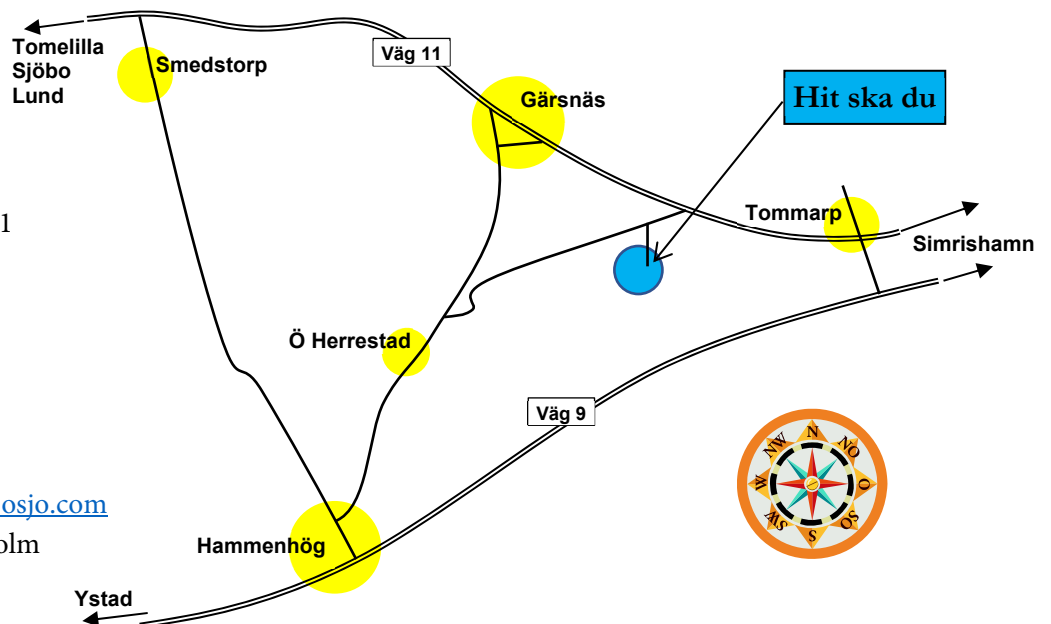 Tomelilla
Sjöbo
Lund
Smedstorp
Väg 11
Gärsnäs
Hit ska du
1
Tommarp
Simrishamn
Ö Herrestad
Väg 9
N
NO
O
SO
S
SW
W
NW
osjo.com
olm
Hammenhög
Ystad